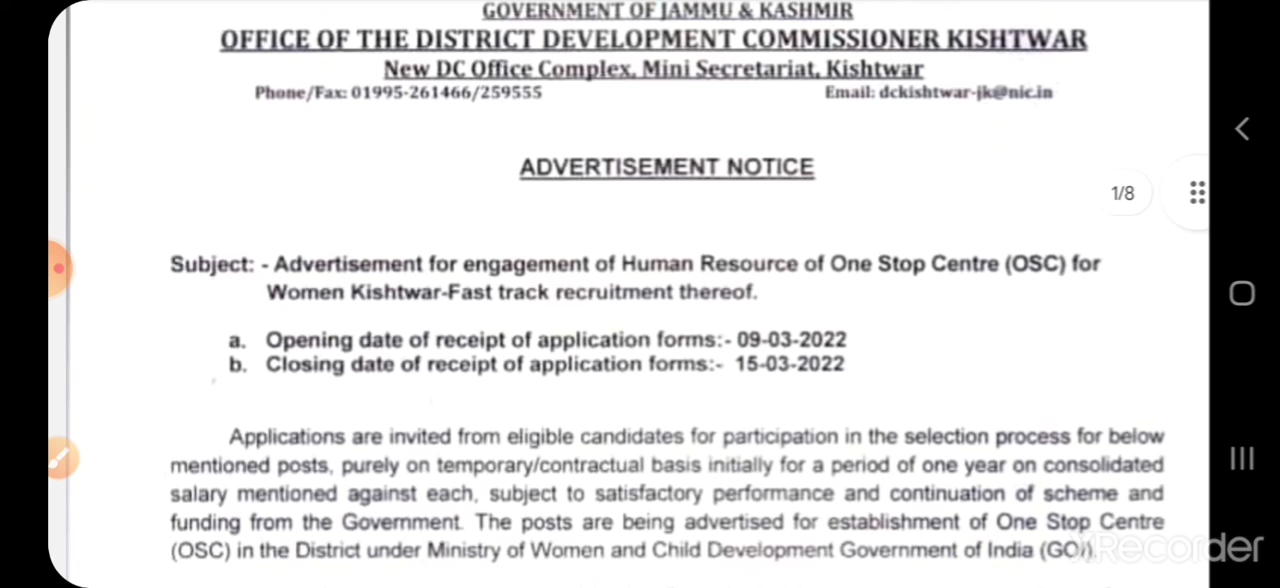 GOVERNMENT OF JAMMU & KASHMIR
OFFICE OF THE DISTRICT DEVELOPMENT COMMISSIONER KISHTWAR
New DC Office Complex, Mini Secretariat, Kishtwar
Phone/Fax: 01995-261466/259555 Email: dckishtwar-jk@nic.in
ADVERTISEMENT NOTICE
1/8
Subject: - Advertisement for engagement of Human Resource of One Stop Centre (OSC) for
Women Kishtwar-Fast track recruitment thereof.
a. Opening date of receipt of application forms:- 09-03-2022
b. Closing date of receipt of application forms:- 15-03-2022
Applications are invited from eligible candidates for participation in the selection process for below
mentioned posts, purely on temporary/contractual basis initially for a period of one year on consolidated
salary mentioned against each, subject to satisfactory performance and continuation of scheme and
funding from the Government. The posts are being advertised for establishment of One Stop Centre
(OSC) in the District under Ministry of Women and Child Development Government of India (GOI).
XRecorder